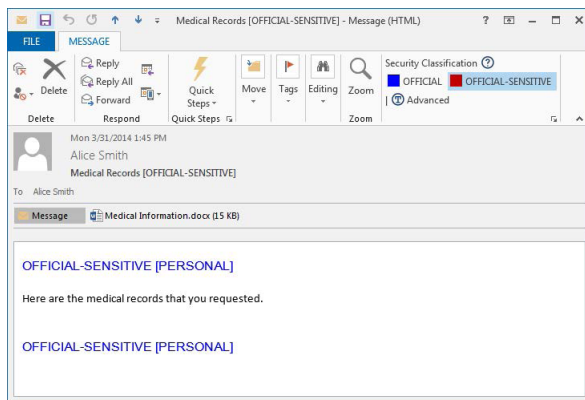 Medical Records [OFFICIAL-SENSITIVE] - Message (HTML)
FILE
MESSAGE
Delete
Reply
Reply All
Forward
Quick
Steps
Move
Tags
Editing
Zoom
Security Classification
OFFICIAL
OFFICIAL-SENSITIVE
| T Advanced
Delete
Respond
Quick Steps
Zoom
Mon 3/31/2014 1:45 PM
Alice Smith
Medical Records [OFFICIAL-SENSITIVE]
To Alice Smith
Message
Medical Information.docx (15 KB)
OFFICIAL-SENSITIVE [PERSONAL]
Here are the medical records that you requested.
OFFICIAL-SENSITIVE [PERSONAL]